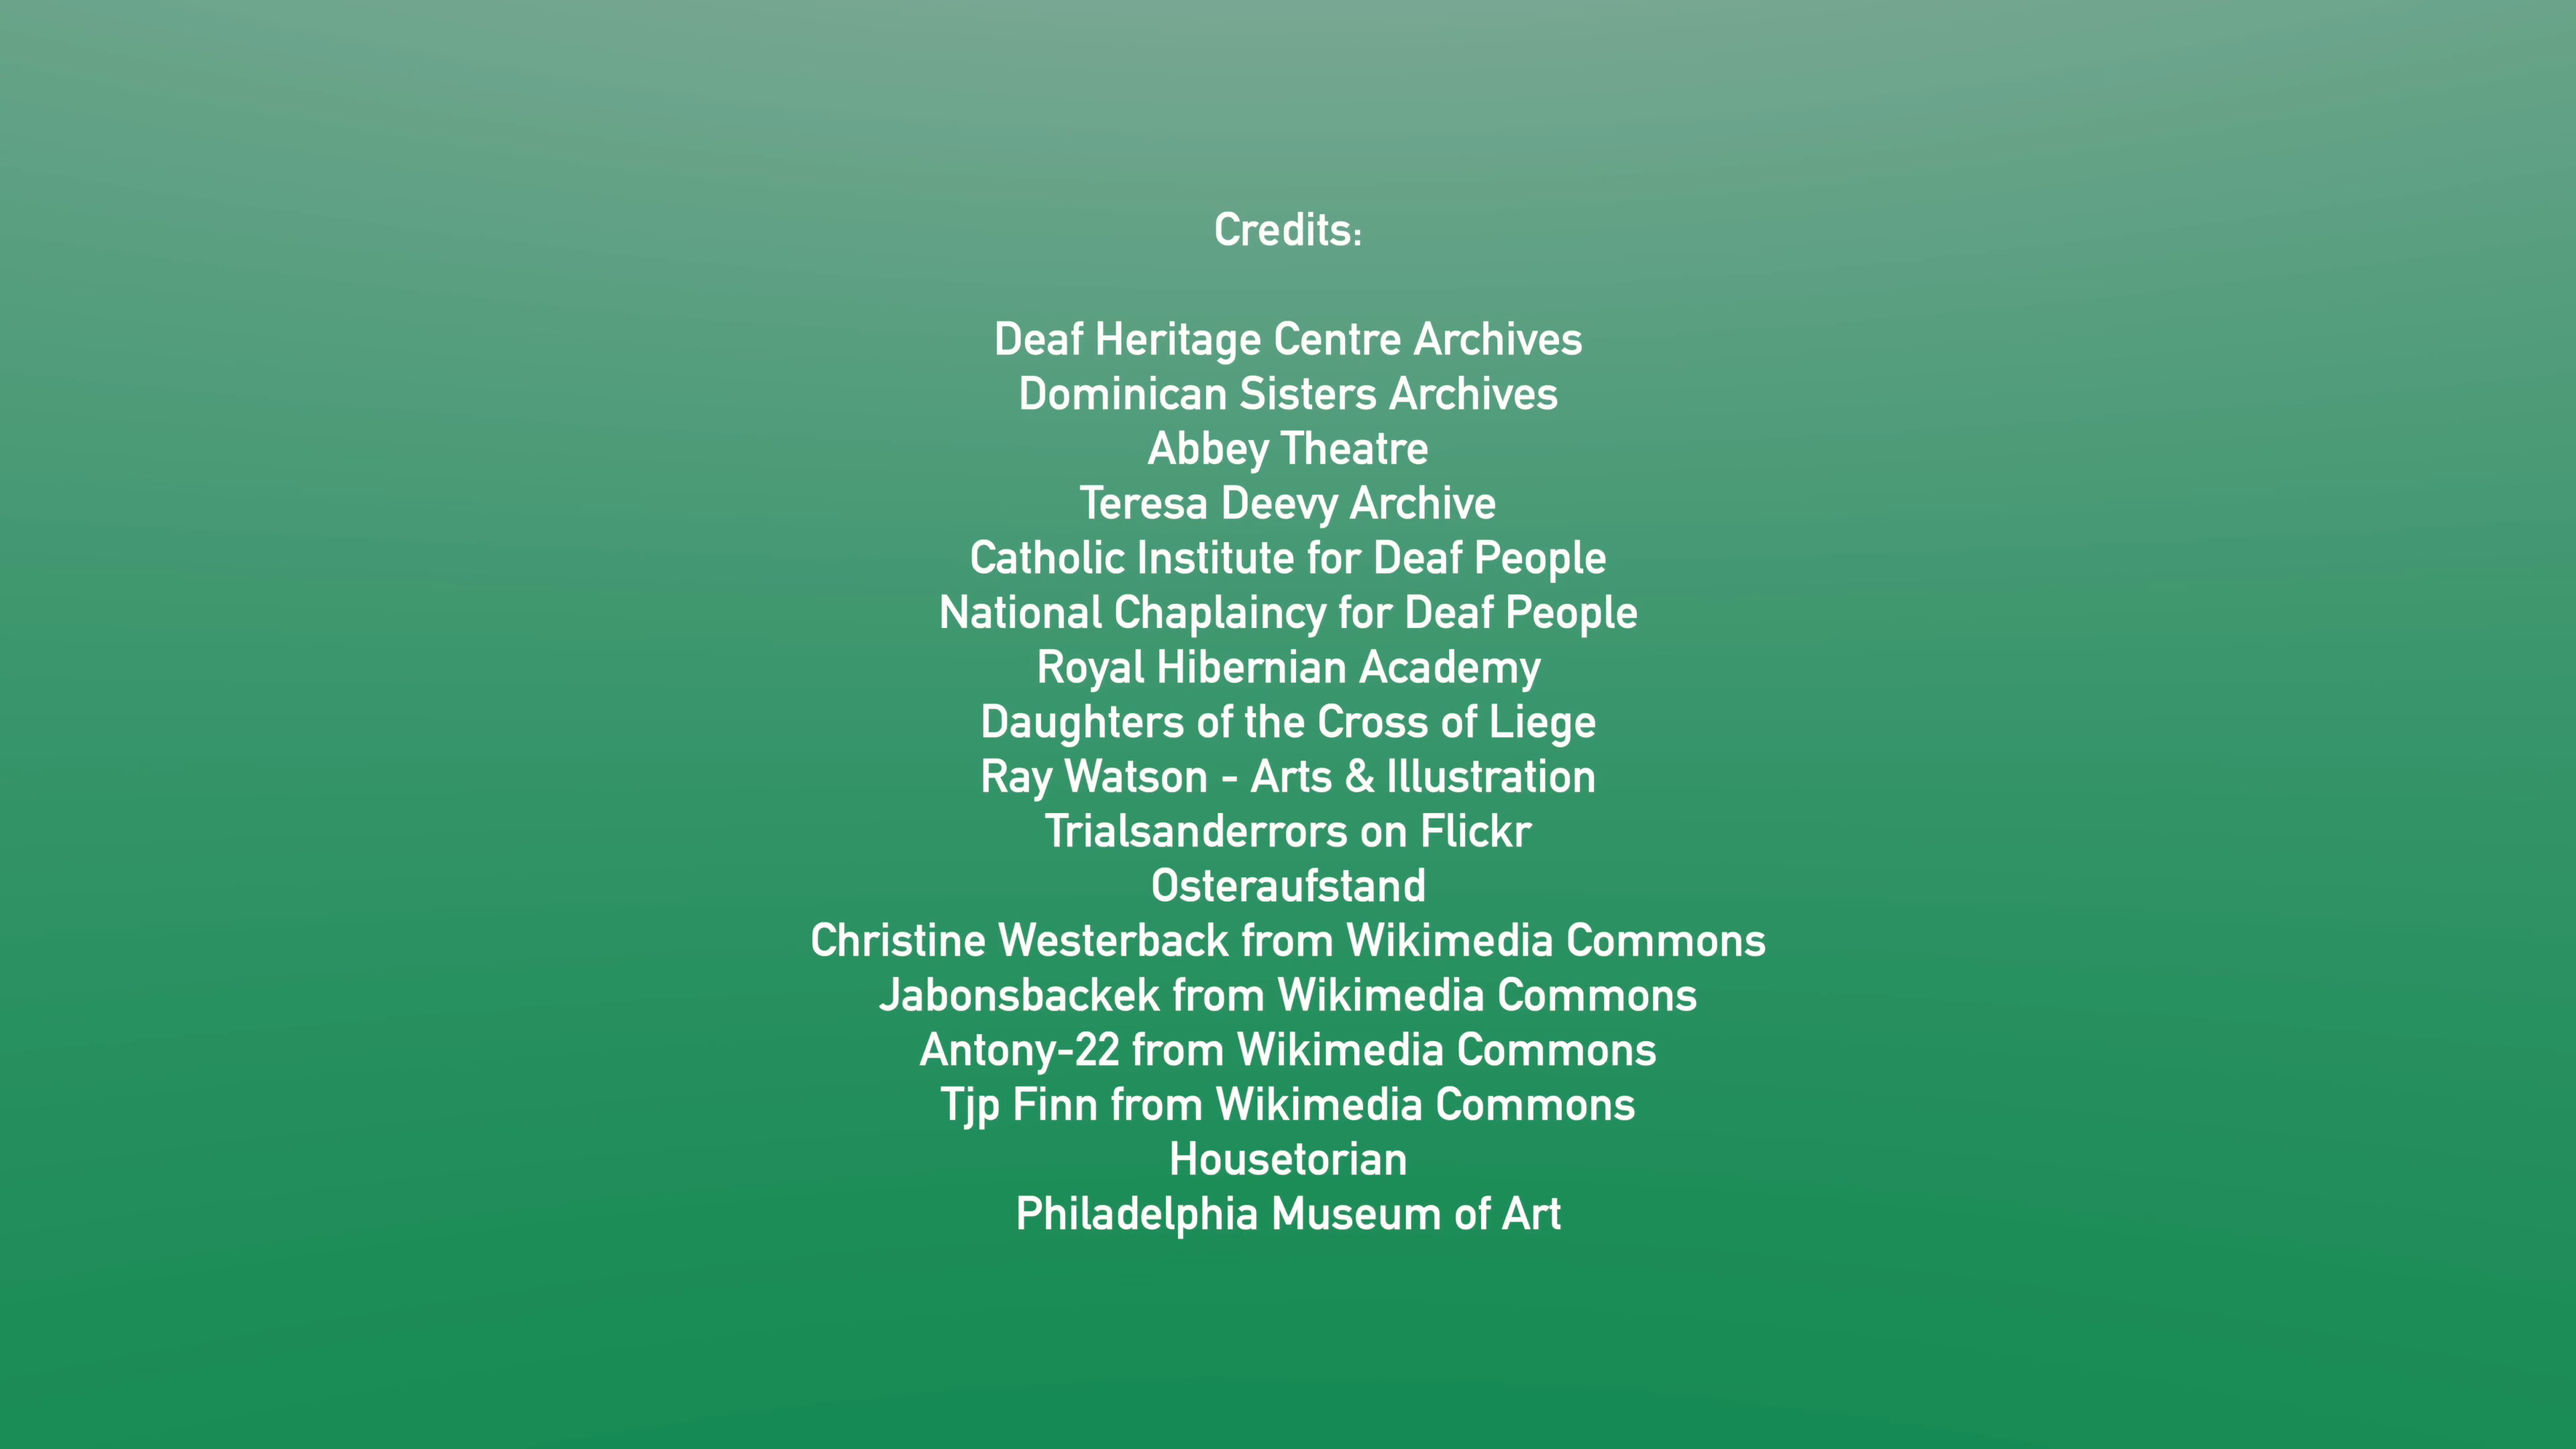 Credits:
Deaf Heritage Centre Archives
Dominican Sisters Archives
Abbey Theatre
Teresa Deevy Archive
Catholic Institute for Deaf People
National Chaplaincy for Deaf People
Royal Hibernian Academy
Daughters of the Cross of Liege
Ray Watson - Arts & Illustration
Trialsanderrors on Flickr
Osteraufstand
Christine Westerback from Wikimedia Commons
Jabonsbackek from Wikimedia Commons
Antony-22 from Wikimedia Commons
Tjp Finn from Wikimedia Commons
Housetorian
Philadelphia Museum of Art